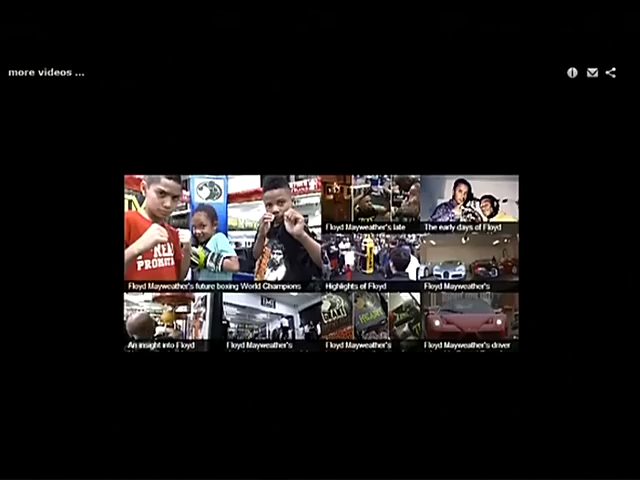 more videos ...
Floyd Mayweather's late
The early days of Floyd
Floyd Mayweather's future boxing World Champions
Highlights of Floyd
Floyd Mayweather's
An insight into Floyd
Floyd Mayweather's
Floyd Mayweather's
Floyd Mayweather's driver